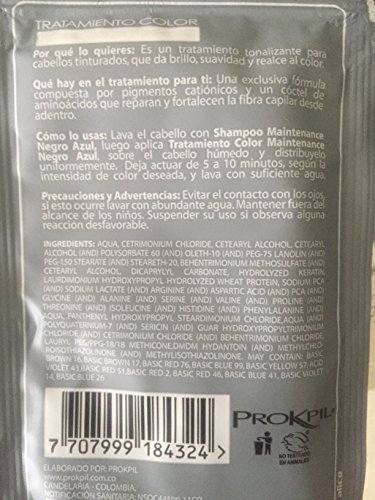 TRATAMIENTO COLOR
Por qué lo quieres: Es un tratamiento tonalizante para
cabellos tinturados, que da brillo, suavidad y realce al color.
Qué hay en el tratamiento para ti: Una exclusiva fórmula
compuesta por pigmentos catiónicos y un cóctel de
aminoácidos que reparan y fortalecen la fibra capilar desde
adentro.
Cómo lo usas: Lava el cabello con Shampoo Maintenance
Negro Azul, luego aplica Tratamiento Color Maintenance
Negro Azul, sobre el cabello húmedo y distribuyelo
uniformemente. Deja actuar de 5 a 10 minutos, según la
intensidad de color deseada, y lava con suficiente agua.
Precauciones y Advertencias: Evitar el contacto con los ojos,
si esto ocurre lavar con abundante agua. Mantener fuera del
alcance de los niños. Suspender su uso si observa alguna
reacción desfavorable.
INGREDIENTS: AQUA, CETRIMONIUM CHLORIDE, CETEARYL ALCOHOL, CETEARYL
ALCOHOL (AND) POLYSORBATE 60 (AND) OLETH-10 (AND) PEG-75 LANOLIN (AND)
PEG-150 STEARATE (AND) STEARETH-20, BEHENTRIMONIUM METHOSULFATE (AND)
CETEARYL ALCOHOL, DICAPRYLYL CARBONATE, HYDROLYZED KERATIN,
LAURDIMONIUM HYDROXYPROPYL HYDROLYZED WHEAT PROTEIN, SODIUM PCA
(AND) SODIUM LACTATE (AND) ARGININE (AND) ASPARTIC ACID (AND) PCA (AND)
GLYCINE (AND) ALANINE (AND) SERINE (AND) VALINE (AND) PROLINE (AND)
THREONINE (AND) ISOLEUCINE (AND) HISTIDINE (AND) PHENYLALANINE (AND)
AQUA, PANTHENYL HYDROXYPROPYL STEARDIMONIUM CHLORIDE,AQUA (AND)
POLYQUATERNIUM-7 (AND) SERICIN (AND) GUAR HYDROXYPROPYLTRIMONIUM
CHLORIDE (AND) CETRIMONIUM CHLORIDE (AND) BEHENTRIMONIUM CHLORIDE,
LAURYL PEG/PPG-18/18 METHICONE,DMDM HYDANTOIN (AND) METHYLCHLO-
ROISOTHIAZOLINONE (AND) METHYLISOTHIAZOLINONE. MAY CONTAIN: BASIC
BROWN 16, BASIC BROWN 17, BASIC RED 76, BASIC BLUE 99, BASIC YELLOW 57, ACID
VIOLET 43, BASIC RED 51, BASIC RED 2, BASIC RED 46, BASIC BLUE 41, BASIC VIOLET
14, BASIC BLUE 26
7 707999 184324 >
PROKPIL
NO TESTEADO
EN ANIMALES
ELABORADO POR: PROKPIL
www.prokpil.com.co
CANDELARIA - COLOMBIA.
NOTIFICACIÓN SANITARIA: